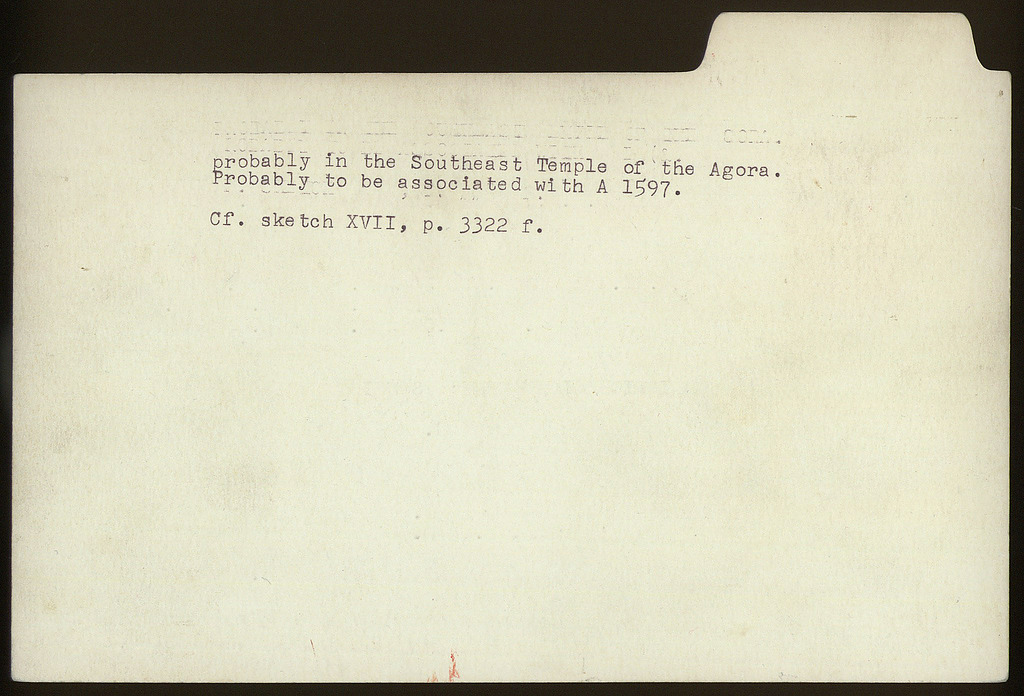 probably in the Southeast Temple of the Agora.
Probably to be associated with A 1597.
Cf. sketch XVII, p. 3322 f.